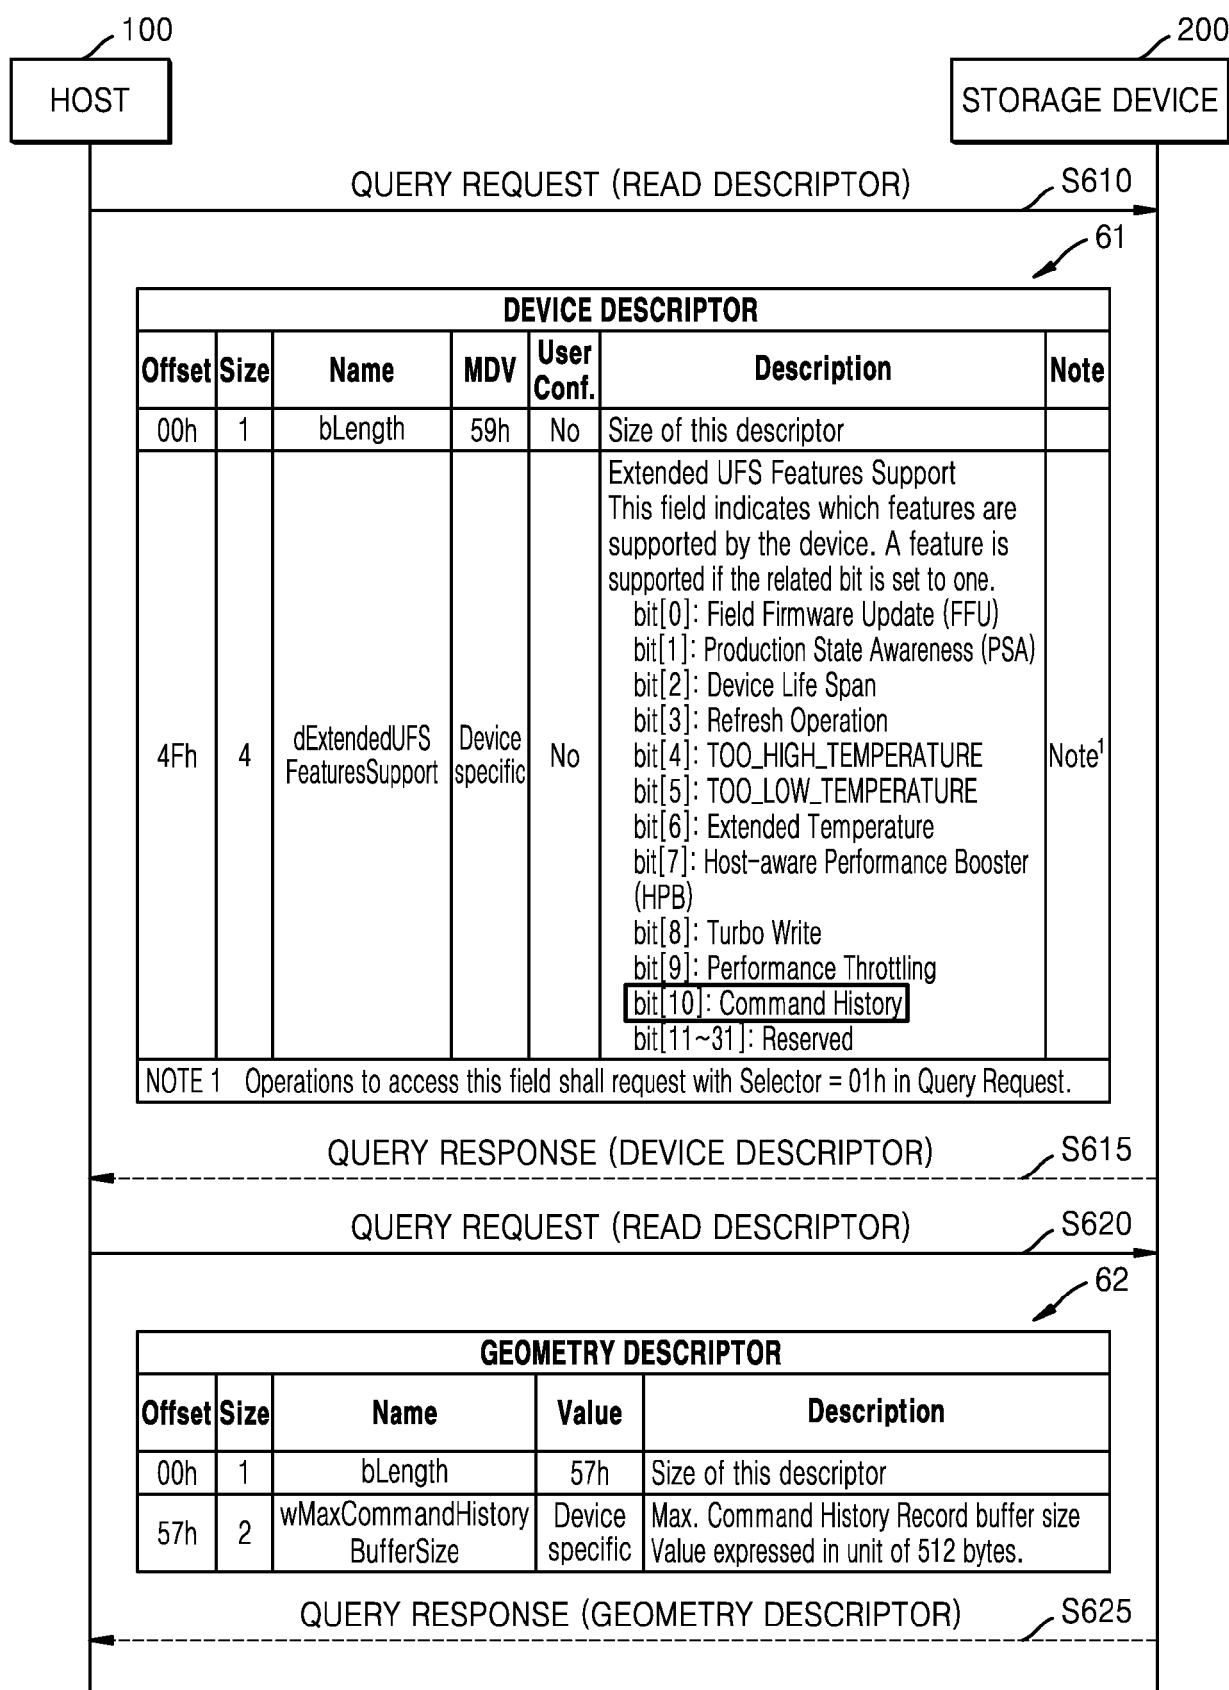 100
200
HOST
STORAGE DEVICE
QUERY REQUEST (READ DESCRIPTOR)
S610
61
DEVICE DESCRIPTOR
Offset Size Name MDV User Conf. Description Note
00h 1 bLength 59h No Size of this descriptor
4Fh 4 dExtendedUFS FeaturesSupport Device specific No
Extended UFS Features Support
This field indicates which features are
supported by the device. A feature is
supported if the related bit is set to one.
bit[0]: Field Firmware Update (FFU)
bit[1]: Production State Awareness (PSA)
bit[2]: Device Life Span
bit[3]: Refresh Operation
bit[4]: TOO_HIGH_TEMPERATURE
bit[5]: TOO_LOW_TEMPERATURE
bit[6]: Extended Temperature
bit[7]: Host-aware Performance Booster
(HPB)
bit[8]: Turbo Write
bit[9]: Performance Throttling
bit[10]: Command History
bit[11~31]: Reserved
Note1
NOTE 1 Operations to access this field shall request with Selector = 01h in Query Request.
QUERY RESPONSE (DEVICE DESCRIPTOR)
S615
QUERY REQUEST (READ DESCRIPTOR)
S620
62
GEOMETRY DESCRIPTOR
Offset Size Name Value Description
00h 1 bLength 57h Size of this descriptor
57h 2 wMaxCommandHistory BufferSize Device specific
Max. Command History Record buffer size
Value expressed in unit of 512 bytes.
QUERY RESPONSE (GEOMETRY DESCRIPTOR)
S625